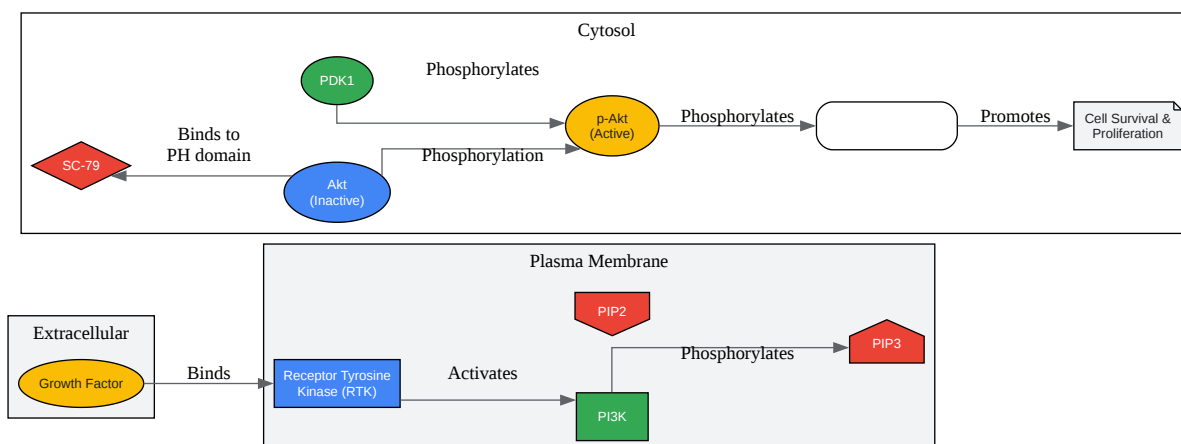 Cytosol
PDK1
Phosphorylates
p-Akt
(Active)
Phosphorylates
Promotes
Cell Survival &
Proliferation
Binds to
PH domain
SC-79
Phosphorylation
Akt
(Inactive)
Plasma Membrane
PIP2
Extracellular
Growth Factor
Binds
Receptor Tyrosine
Kinase (RTK)
Activates
PI3K
Phosphorylates
PIP3